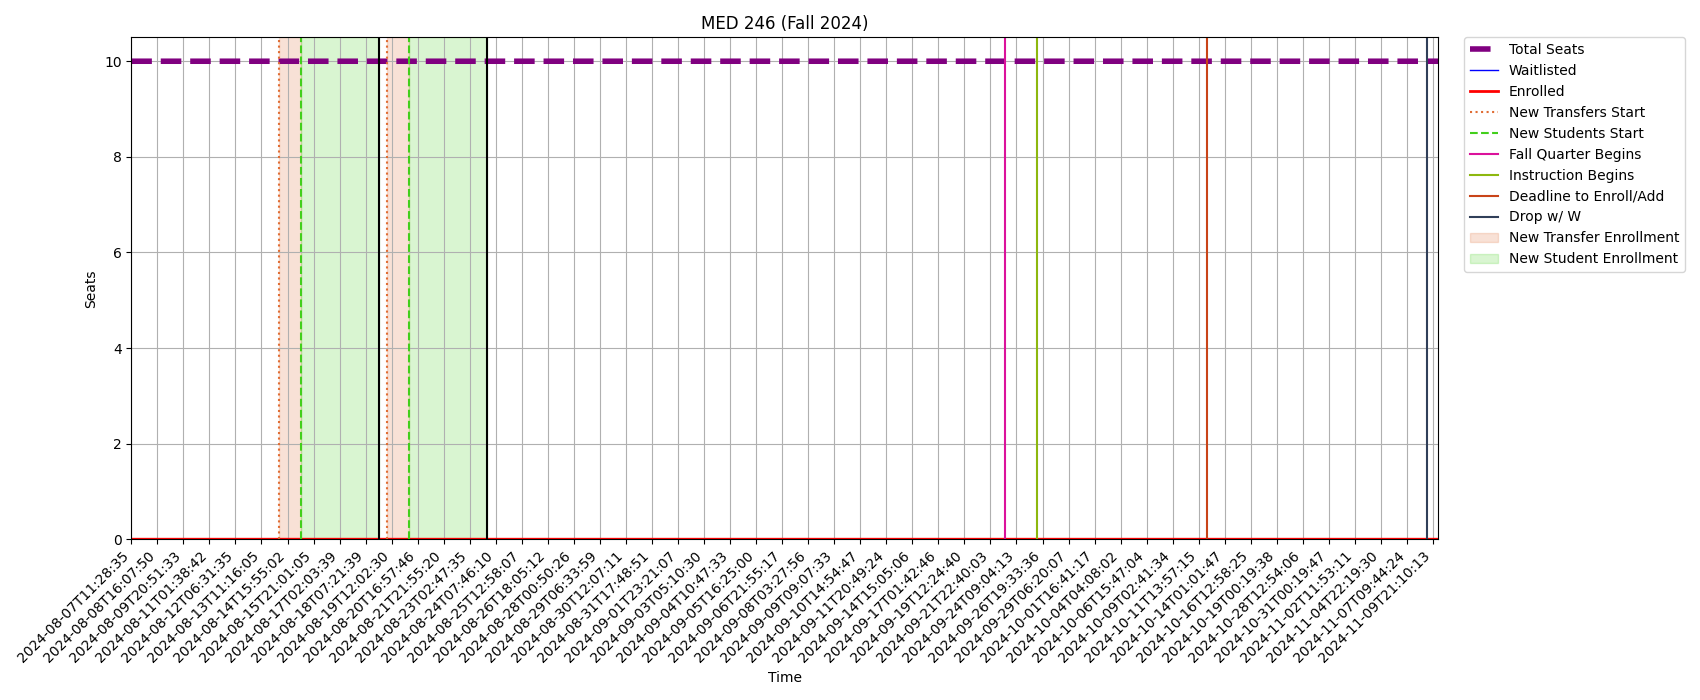 MED 246 (Fall 2024)
Total Seats
Waitlisted
Enrolled
New Transfers Start
New Students Start
Fall Quarter Begins
Instruction Begins
Deadline to Enroll/Add
Drop w/ W
New Transfer Enrollment
New Student Enrollment
Seats
10
8
6
4
2
0
2024-08-07T11:28:35
2024-08-08T16:07:50
2024-08-09T20:51:33
2024-08-11T01:38:42
2024-08-12T06:31:35
2024-08-13T11:16:05
2024-08-14T15:55:02
2024-08-15T21:01:05
2024-08-17T02:03:39
2024-08-18T07:21:39
2024-08-19T12:02:30
2024-08-20T16:57:46
2024-08-21T21:55:20
2024-08-23T02:47:35
2024-08-24T07:46:10
2024-08-25T12:58:07
2024-08-26T18:05:12
2024-08-28T00:50:26
2024-08-29T06:33:59
2024-08-30T12:07:11
2024-08-31T17:48:51
2024-09-01T23:21:07
2024-09-03T05:10:30
2024-09-04T10:47:33
2024-09-05T16:25:00
2024-09-06T21:55:17
2024-09-08T03:27:56
2024-09-09T09:07:33
2024-09-10T14:54:47
2024-09-11T20:49:24
2024-09-14T15:05:06
2024-09-17T01:42:46
2024-09-19T12:24:40
2024-09-21T22:40:03
2024-09-24T09:04:13
2024-09-26T19:33:36
2024-09-29T06:20:07
2024-10-01T16:41:17
2024-10-04T04:08:02
2024-10-06T15:47:04
2024-10-09T02:41:34
2024-10-11T13:57:15
2024-10-14T01:01:47
2024-10-16T12:58:25
2024-10-19T00:19:38
2024-10-28T12:54:06
2024-10-31T00:19:47
2024-11-02T11:53:11
2024-11-04T22:19:30
2024-11-07T09:44:24
2024-11-09T21:10:13
Time